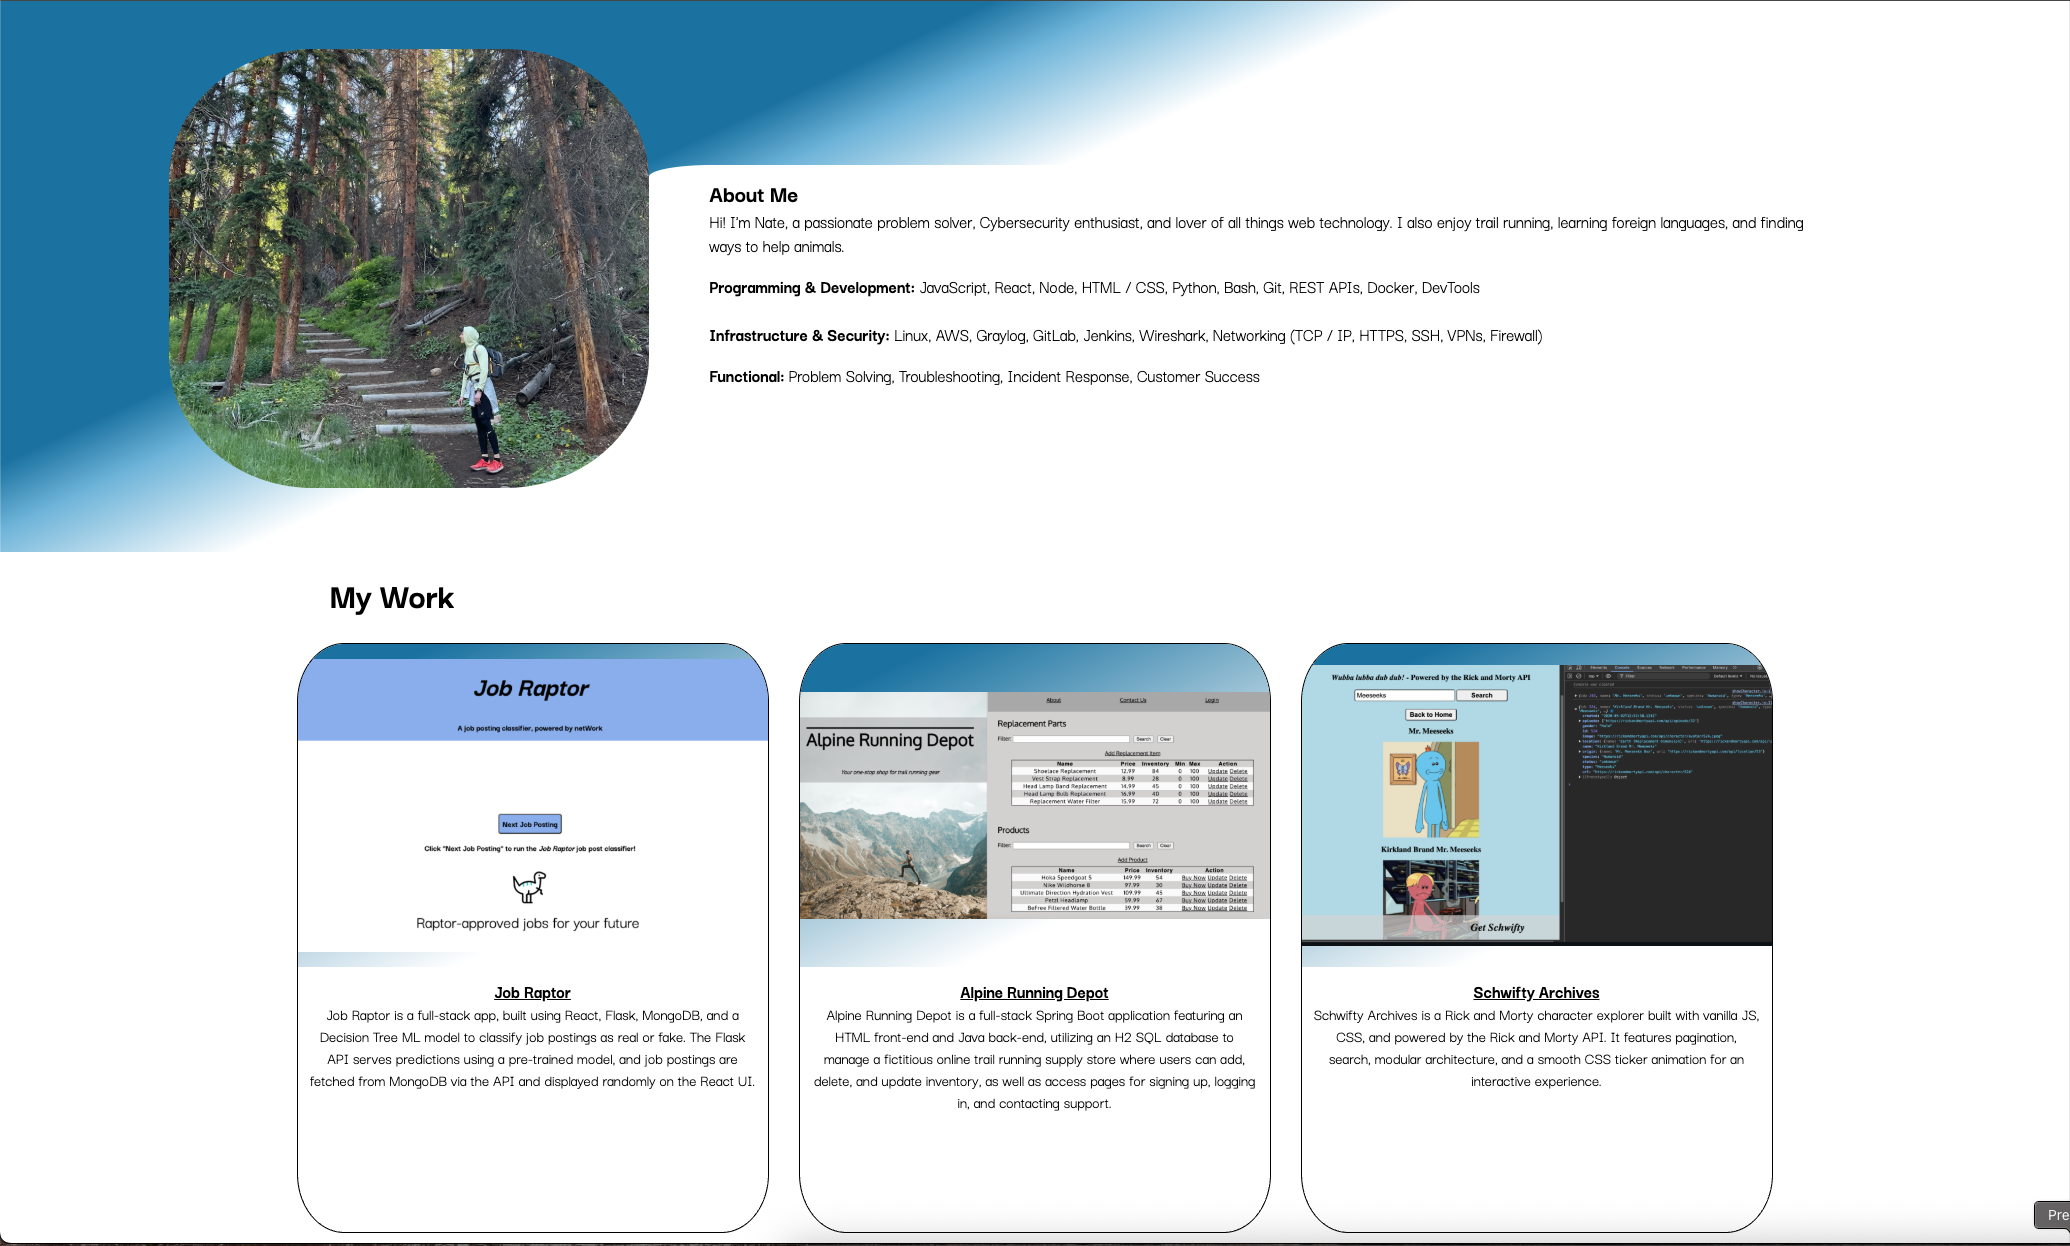 About Me
Hi! I'm Nate, a passionate problem solver, Cybersecurity enthusiast, and lover of all things web technology. I also enjoy trail running, learning foreign languages, and finding
ways to help animals.
Programming & Development: JavaScript, React, Node, HTML / CSS, Python, Bash, Git, REST APIs, Docker, DevTools
Infrastructure & Security: Linux, AWS, Graylog, GitLab, Jenkins, Wireshark, Networking (TCP / IP, HTTPS, SSH, VPNs, Firewall)
Functional: Problem Solving, Troubleshooting, Incident Response, Customer Success
My Work
Job Raptor
A job posting classifier, powered by netWork
Next Job Posting
Click "Next Job Posting" to run the Job Raptor job post classifier!
Raptor-approved jobs for your future
Job Raptor
Job Raptor is a full-stack app, built using React, Flask, MongoDB, and a
Decision Tree ML model to classify job postings as real or fake. The Flask
API serves predictions using a pre-trained model, and job postings are
fetched from MongoDB via the API and displayed randomly on the React UI.
About Contact Us Login
Alpine Running Depot
Your one-stop shop for trail running gear
Replacement Parts
Filter: Search Clear
Add Replacement Item
Name Price Inventory Min Max Action
Shoelace Replacement 12.99 84 0 100 Update Delete
Vest Strap Replacement 8.99 28 0 100 Update Delete
Head Lamp Band Replacement 14.99 45 0 100 Update Delete
Head Lamp Bulb Replacement 16.99 40 0 100 Update Delete
Replacement Water Filter 15.99 72 0 100 Update Delete
Products
Filter: Search Clear
Add Product
Name Price Inventory Action
Hoka Speedgoat 5 149.99 54 Buy Now Update Delete
Nike Wildhorse 8 97.99 30 Buy Now Update Delete
Ultimate Direction Hydration Vest 109.99 45 Buy Now Update Delete
Petzl Headlamp 59.99 67 Buy Now Update Delete
BeFree Filtered Water Bottle 39.99 38 Buy Now Update Delete
Alpine Running Depot
Alpine Running Depot is a full-stack Spring Boot application featuring an
HTML front-end and Java back-end, utilizing an H2 SQL database to
manage a fictitious online trail running supply store where users can add,
delete, and update inventory, as well as access pages for signing up, logging
in, and contacting support.
Wubba lubba dub dub! - Powered by the Rick and Morty API
Meeseeks Search
Back to Home
Mr. Meeseeks
Kirkland Brand Mr. Meeseeks
Get Schwifty
Elements Console Sources Network Performance Memory
top Filter Default levels
Schwifty Archives
Schwifty Archives is a Rick and Morty character explorer built with vanilla JS,
CSS, and powered by the Rick and Morty API. It features pagination,
search, modular architecture, and a smooth CSS ticker animation for an
interactive experience.
Pre